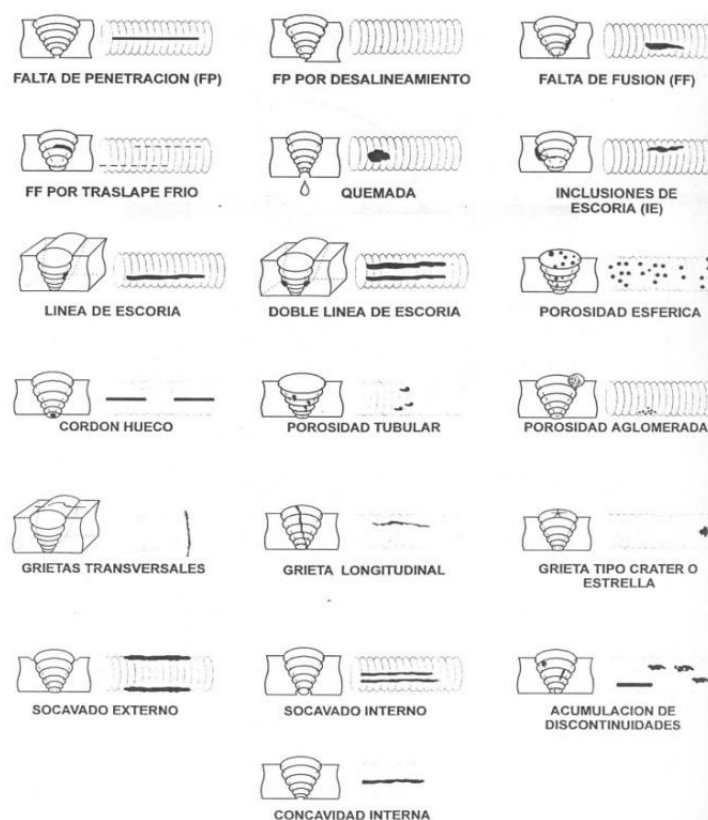 FALTA DE PENETRACION (FP)
FP POR DESALINEAMIENTO
FALTA DE FUSION (FF)
FF POR TRASLAPE FRIO
QUEMADA
INCLUSIONES DE
ESCORIA (IE)
LINEA DE ESCORIA
DOBLE LINEA DE ESCORIA
POROSIDAD ESFERICA
CORDON HUECO
POROSIDAD TUBULAR
POROSIDAD AGLOMERADA
GRIETAS TRANSVERSALES
GRIETA LONGITUDINAL
GRIETA TIPO CRATER O
ESTRELLA
SOCAVADO EXTERNO
SOCAVADO INTERNO
ACUMULACION DE
DISCONTINUIDADES
CONCAVIDAD INTERNA